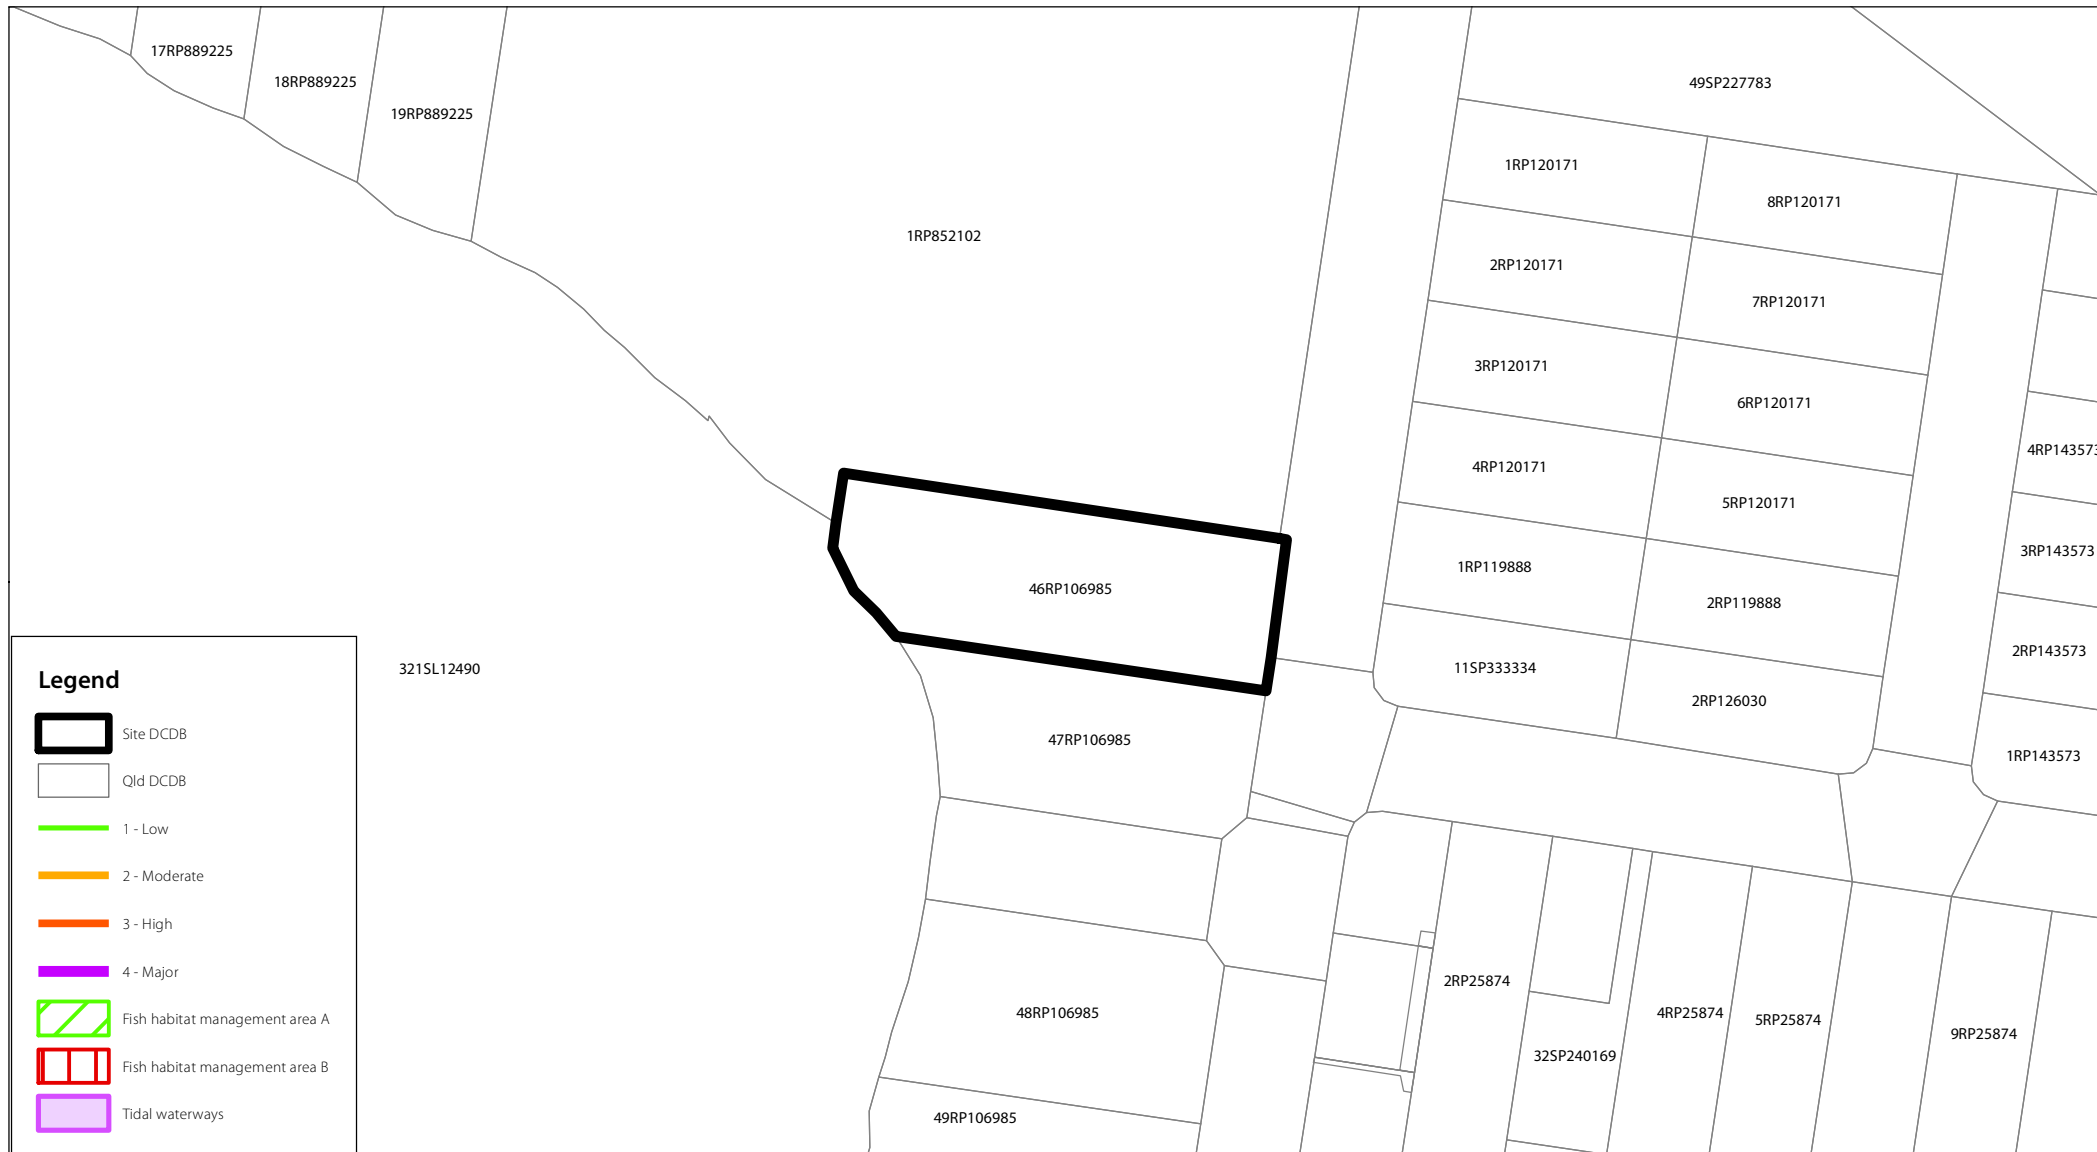 17RP889225
18RP889225
19RP889225
1RP852102
49SP227783
1RP120171
8RP120171
2RP120171
7RP120171
3RP120171
6RP120171
4RP120171
5RP120171
4RP143573
3RP143573
1RP119888
2RP119888
46RP106985
2RP143573
11SP333334
2RP126030
321SL12490
47RP106985
1RP143573
2RP25874
48RP106985
4RP25874
5RP25874
9RP25874
32SP240169
49RP106985
Legend
Site DCDB
Qld DCDB
1 - Low
2 - Moderate
3 - High
4 - Major
Fish habitat management area A
Fish habitat management area B
Tidal waterways